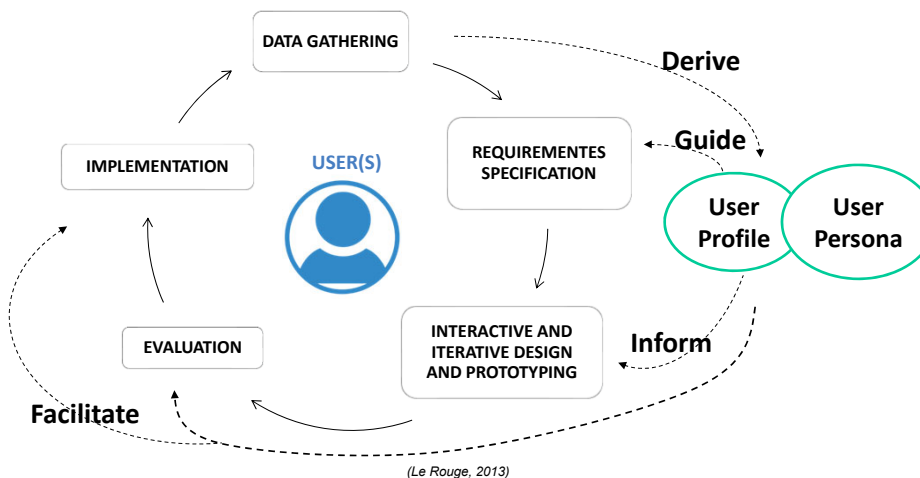 DATA GATHERING
Derive
Guide
REQUIREMENTES
SPECIFICATION
USER(S)
IMPLEMENTATION
User
Profile
User
Persona
INTERACTIVE AND
ITERATIVE DESIGN
AND PROTOTYPING
Inform
EVALUATION
Facilitate
(Le Rouge, 2013)